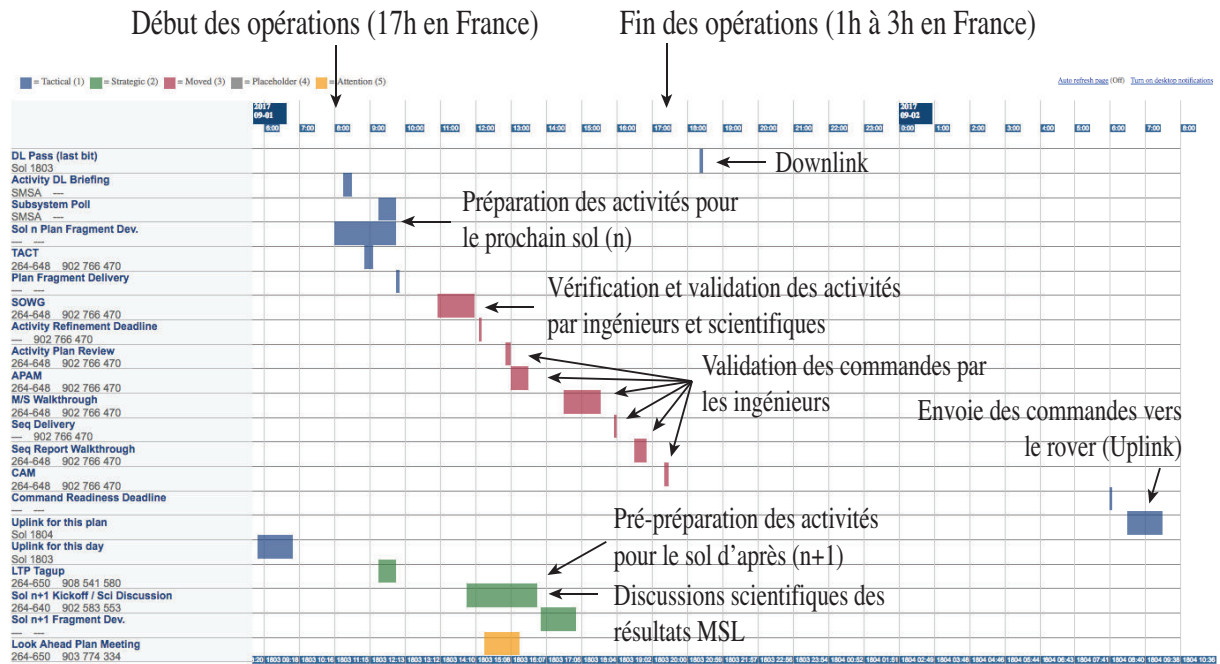 Début des opérations (17h en France)
Fin des opérations (1h à 3h en France)
= Tactical (1) = Strategic (2) = Moved (3) = Placeholder (4) = Attention (5)
Auto refresh page (Off) Turn on desktop notifications
2017
09-01
2017
09-02
6:00 7:00 8:00 9:00 10:00 11:00 12:00 13:00 14:00 15:00 16:00 17:00 18:00 19:00 20:00 21:00 22:00 23:00 0:00 1:00 2:00 3:00 4:00 5:00 6:00 7:00 8:00
DL Pass (last bit)
Sol 1803
Downlink
Activity DL Briefing
SMSA ---
Subsystem Poll
SMSA ---
Préparation des activités pour
le prochain sol (n)
Sol n Plan Fragment Dev.
--- ---
TACT
264-648 902 766 470
Plan Fragment Delivery
--- ---
SOWG
264-648 902 766 470
Vérification et validation des activités
par ingénieurs et scientifiques
Activity Refinement Deadline
--- 902 766 470
Activity Plan Review
264-648 902 766 470
Validation des commandes par
les ingénieurs
APAM
264-648 902 766 470
M/S Walkthrough
264-648 902 766 470
Envoie des commandes vers
le rover (Uplink)
Seq Delivery
--- 902 766 470
Seq Report Walkthrough
264-648 902 766 470
CAM
264-648 902 766 470
Command Readiness Deadline
--- ---
Uplink for this plan
Sol 1804
Pré-préparation des activités
pour le sol d'après (n+1)
Uplink for this day
Sol 1803
LTP Tagup
264-650 908 541 580
Sol n+1 Kickoff / Sci Discussion
264-640 902 583 553
Discussions scientifiques des
résultats MSL
Sol n+1 Fragment Dev.
--- ---
Look Ahead Plan Meeting
264-650 903 774 334